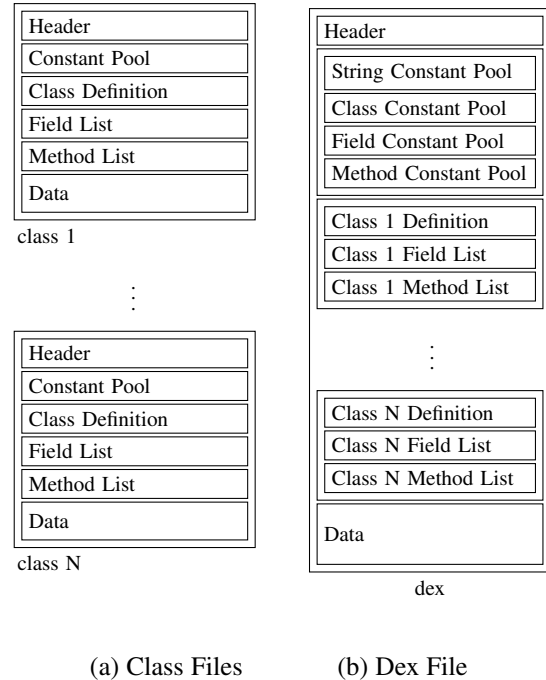 Header
Constant Pool
Class Definition
Field List
Method List
Data
class 1
Header
Constant Pool
Class Definition
Field List
Method List
Data
class N
(a) Class Files
Header
String Constant Pool
Class Constant Pool
Field Constant Pool
Method Constant Pool
Class 1 Definition
Class 1 Field List
Class 1 Method List
Class N Definition
Class N Field List
Class N Method List
Data
dex
(b) Dex File